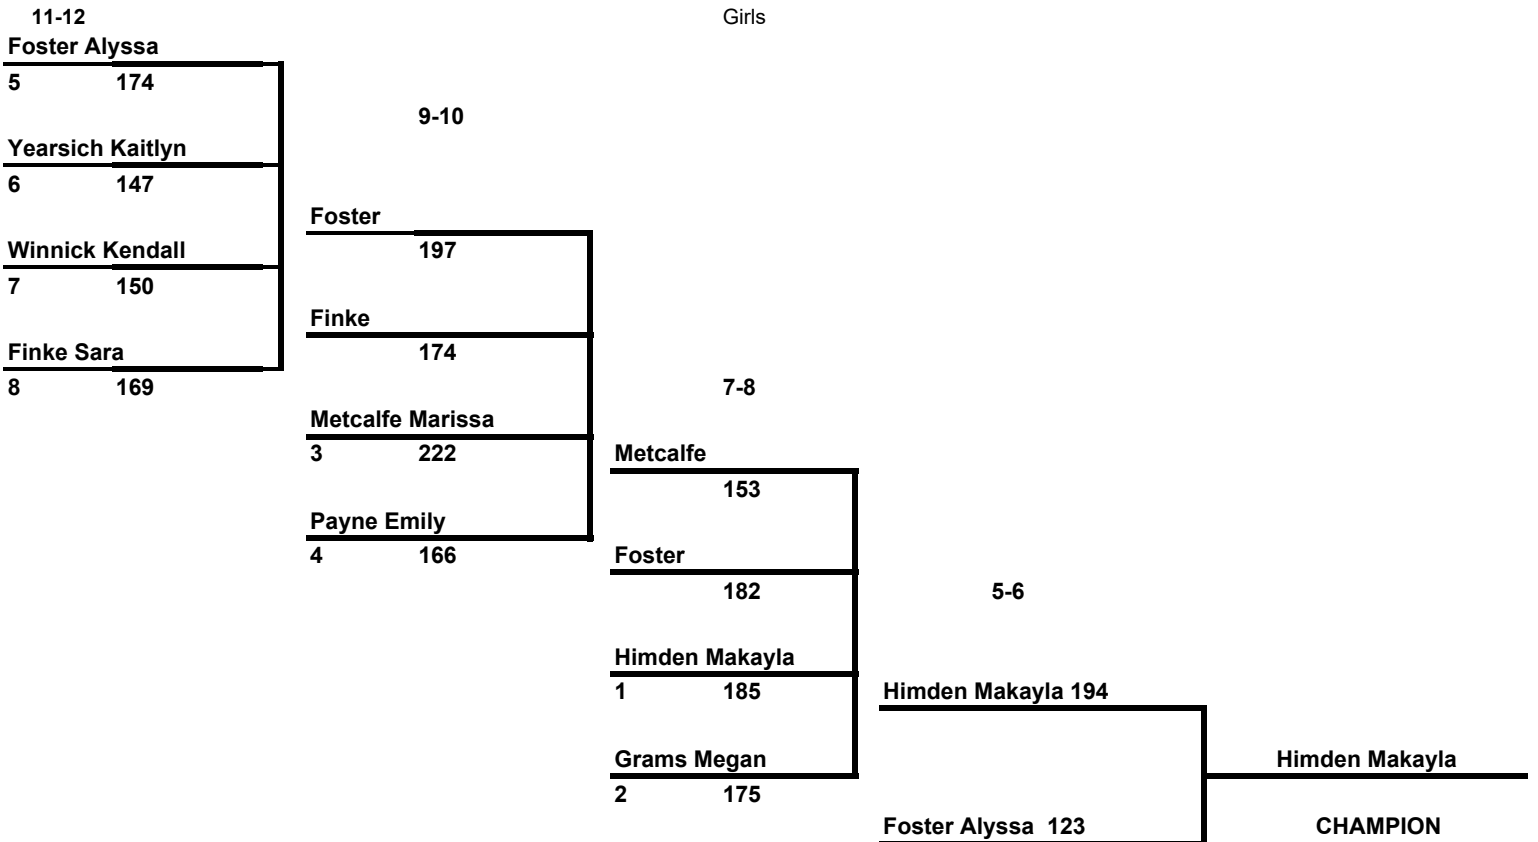 11-12
Girls
Foster Alyssa
5 174
9-10
Yearsich Kaitlyn
6 147
Foster
197
Winnick Kendall
7 150
Finke
174
Finke Sara
8 169
7-8
Metcalfe Marissa
3 222
Metcalfe
153
Payne Emily
4 166
Foster
182
5-6
Himden Makayla
1 185
Himden Makayla 194
Grams Megan
2 175
Himden Makayla
Foster Alyssa 123
CHAMPION